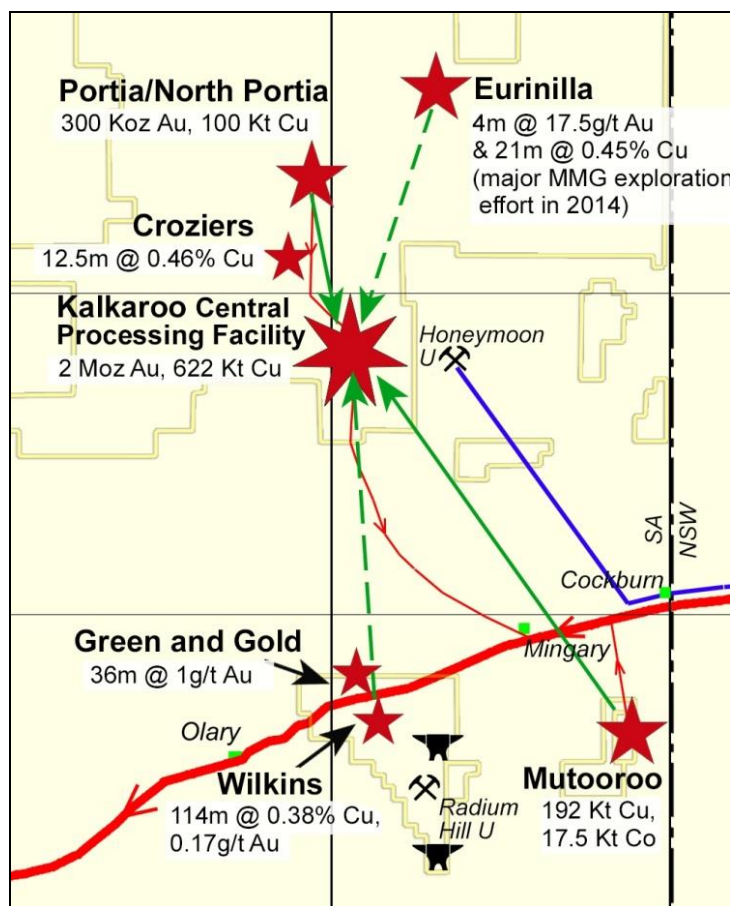 Portia/North Portia
300 Koz Au, 100 Kt Cu
Eurinilla
4m @ 17.5g/t Au
& 21m @ 0.45% Cu
(major MMG exploration
effort in 2014)
Croziers
12.5m @ 0.46% Cu
Kalkaroo Central
Processing Facility
2 Moz Au, 622 Kt Cu
Honeymoon
U
SA
NSW
Cockburn
Mingary
Green and Gold
36m @ 1g/t Au
Olary
Wilkins
114m @ 0.38% Cu,
0.17g/t Au
Radium
Hill U
Mutooroo
192 Kt Cu,
17.5 Kt Co